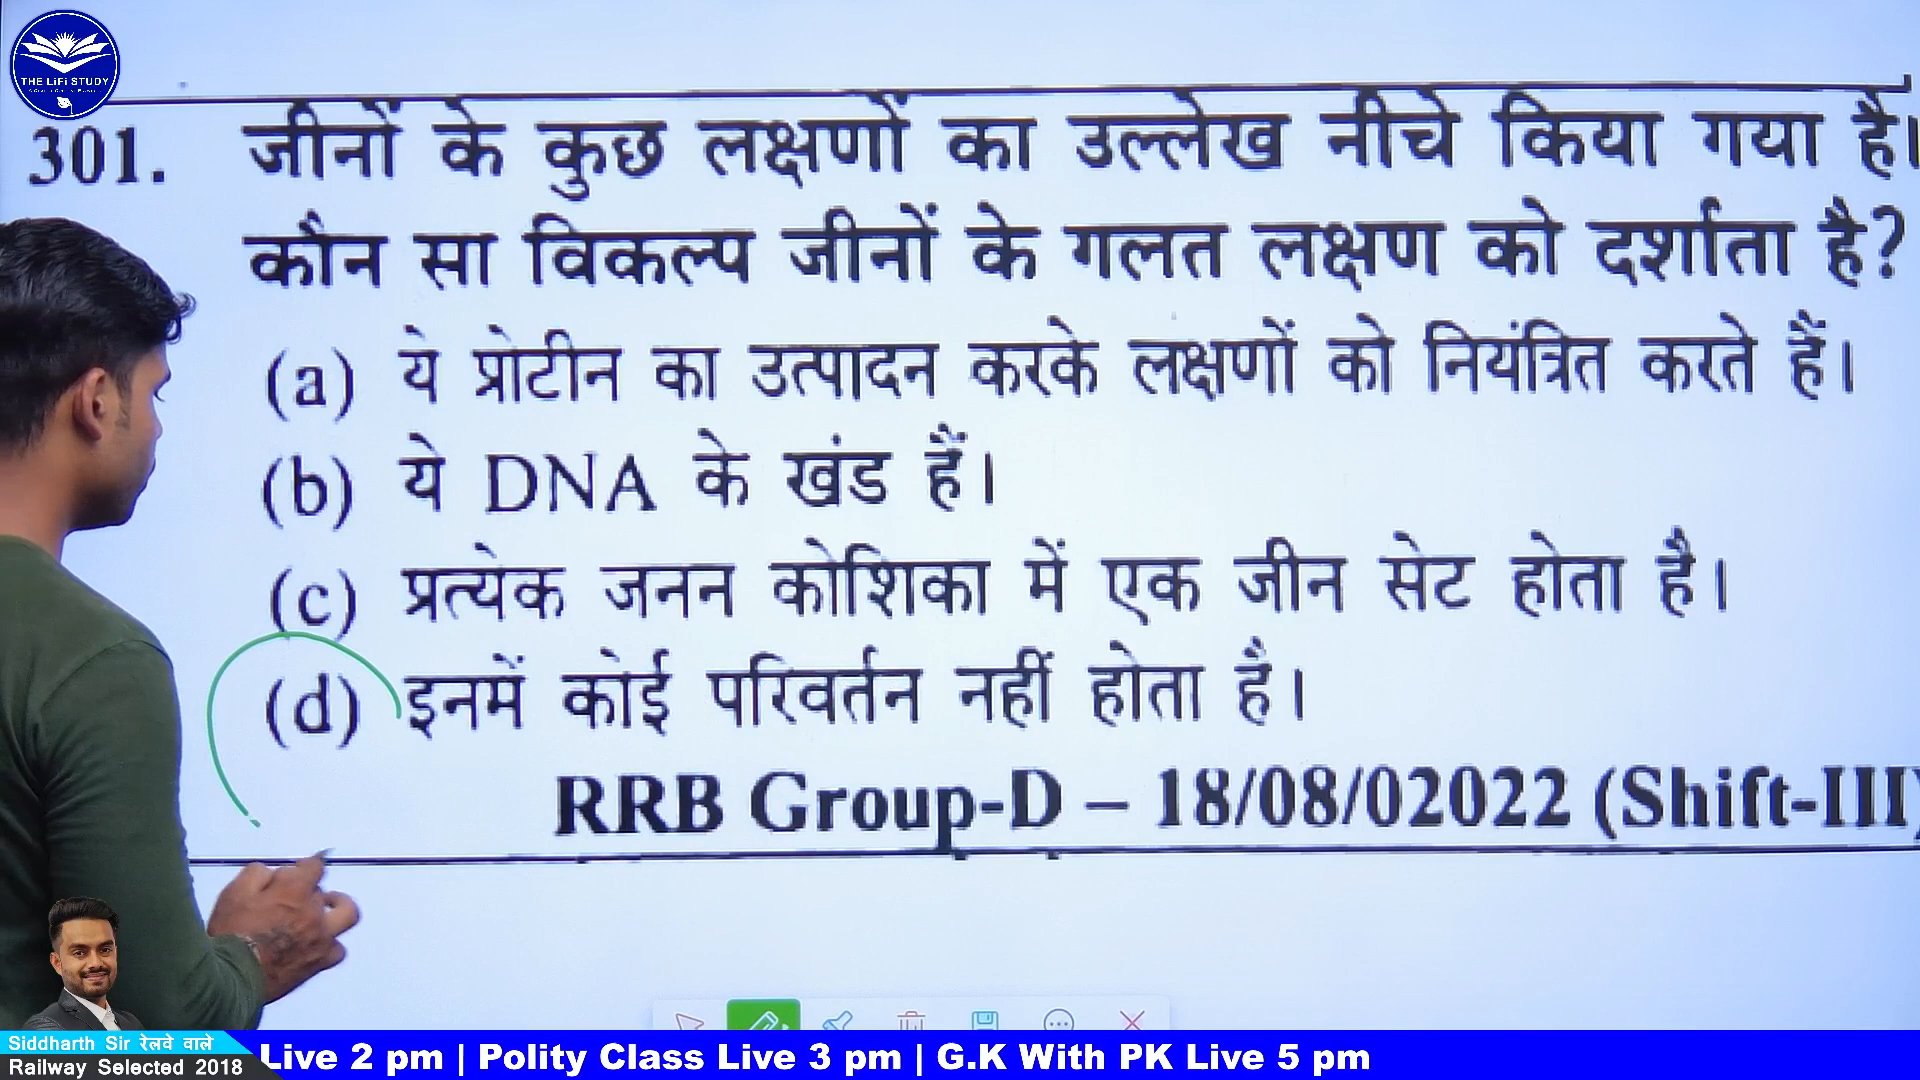 THE LiFi STUDY
301. जीनों के कुछ लक्षणों का उल्लेख नीचे किया गया है।
कौन सा विकल्प जीनों के गलत लक्षण को दर्शाता है?
(a) ये प्रोटीन का उत्पादन करके लक्षणों को नियंत्रित करते हैं।
(b) ये DNA के खंड हैं।
(c) प्रत्येक जनन कोशिका में एक जीन सेट होता है।
(d) इनमें कोई परिवर्तन नहीं होता है।
RRB Group-D – 18/08/02022 (Shift-III)
Siddharth Sir रेलवे वाले
Railway Selected 2018
Live 2 pm | Polity Class Live 3 pm | G.K With PK Live 5 pm